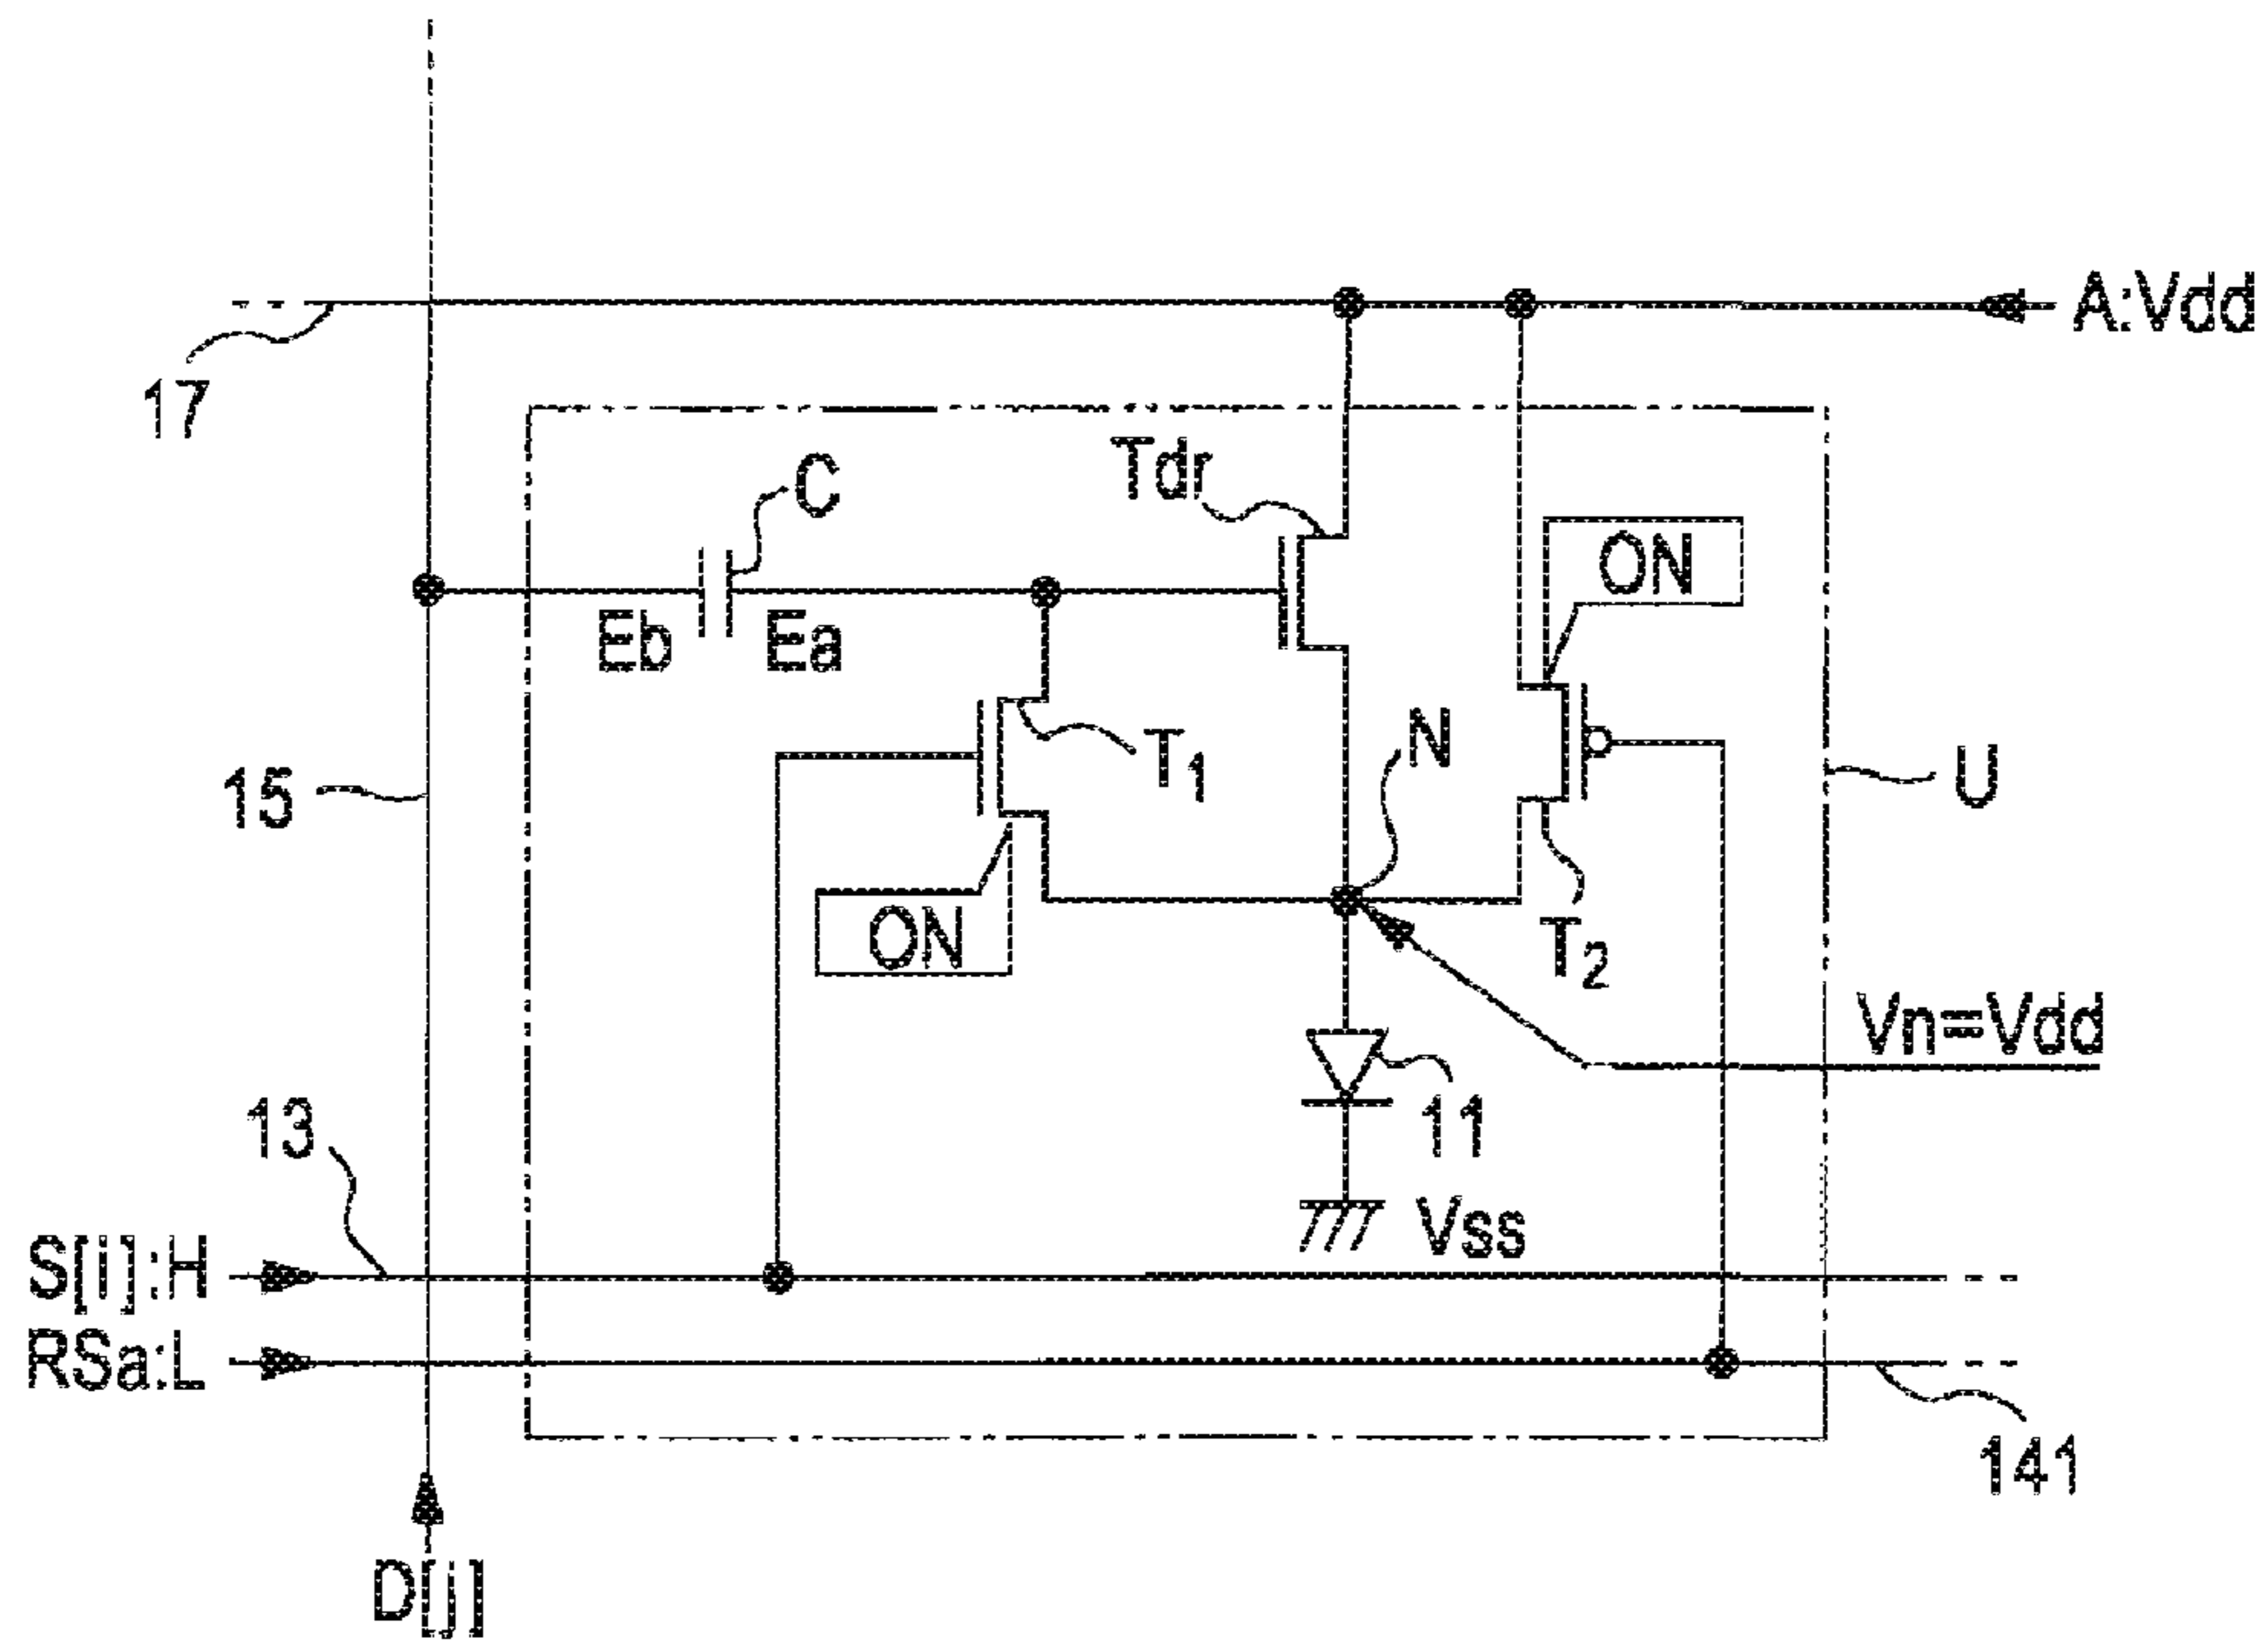 A:Vdd
17
Tdr
C
ON
Eb
Ea
T1
N
15
U
ON
T2
Vn=Vdd
13
11
Vss
S[i]:H
RSa:L
141
D[j]